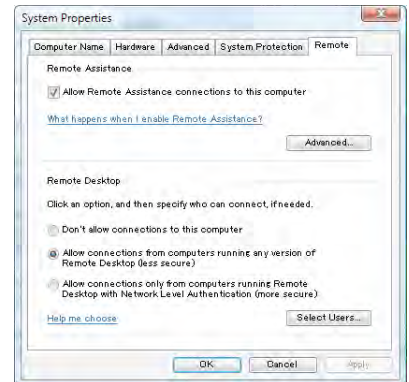 System Properties
Computer Name Hardware Advanced System Protection Remote
Remote Assistance
Allow Remote Assistance connections to this computer
What happens when I enable Remote Assistance?
Advanced...
Remote Desktop
Click an option, and then specify who can connect, if needed.
Don't allow connections to this computer
Allow connections from computers running any version of
Remote Desktop (less secure)
Allow connections only from computers running Remote
Desktop with Network Level Authentication (more secure)
Help me choose
Select Users...
OK Cancel Apply